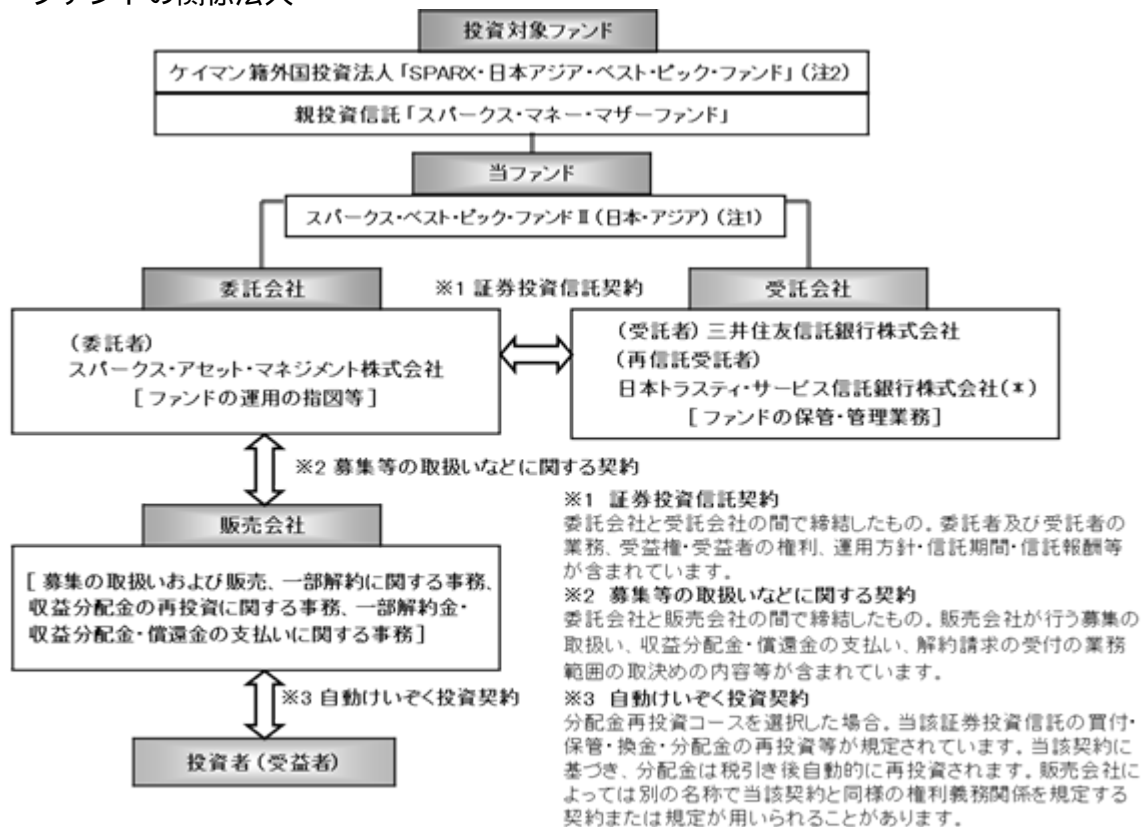 ファンドの関係法人
投資対象ファンド
ケイマン籍外国投資法人「SPARX・日本アジア・ベスト・ピック・ファンド」(注2)
親投資信託「スパークス・マネー・マザーファンド」
当ファンド
スパークス・ベスト・ピック・ファンドⅡ(日本・アジア)(注1)
委託会社
※1 証券投資信託契約
受託会社
(委託者)
スパークス・アセット・マネジメント株式会社
[ファンドの運用の指図等]
(受託者)三井住友信託銀行株式会社
(再信託受託者)
日本トラスティ・サービス信託銀行株式会社(*)
[ファンドの保管・管理業務]
※2 募集等の取扱いなどに関する契約
販売会社
[募集の取扱いおよび販売、一部解約に関する事務、
収益分配金の再投資に関する事務、一部解約金・
収益分配金・償還金の支払いに関する事務]
※3 自動けいぞく投資契約
投資者(受益者)
※1 証券投資信託契約
委託会社と受託会社の間で締結したもの。委託者及び受託者の
業務、受益権・受益者の権利、運用方針・信託期間・信託報酬等
が含まれています。
※2 募集等の取扱いなどに関する契約
委託会社と販売会社の間で締結したもの。販売会社が行う募集の
取扱い、収益分配金・償還金の支払い、解約請求の受付の業務
範囲の取決めの内容等が含まれています。
※3 自動けいぞく投資契約
分配金再投資コースを選択した場合。当該証券投資信託の買付・
保管・換金・分配金の再投資等が規定されています。当該契約に
基づき、分配金は税引き後自動的に再投資されます。販売会社に
よっては別の名称で当該契約と同様の権利義務関係を規定する
契約または規定が用いられることがあります。